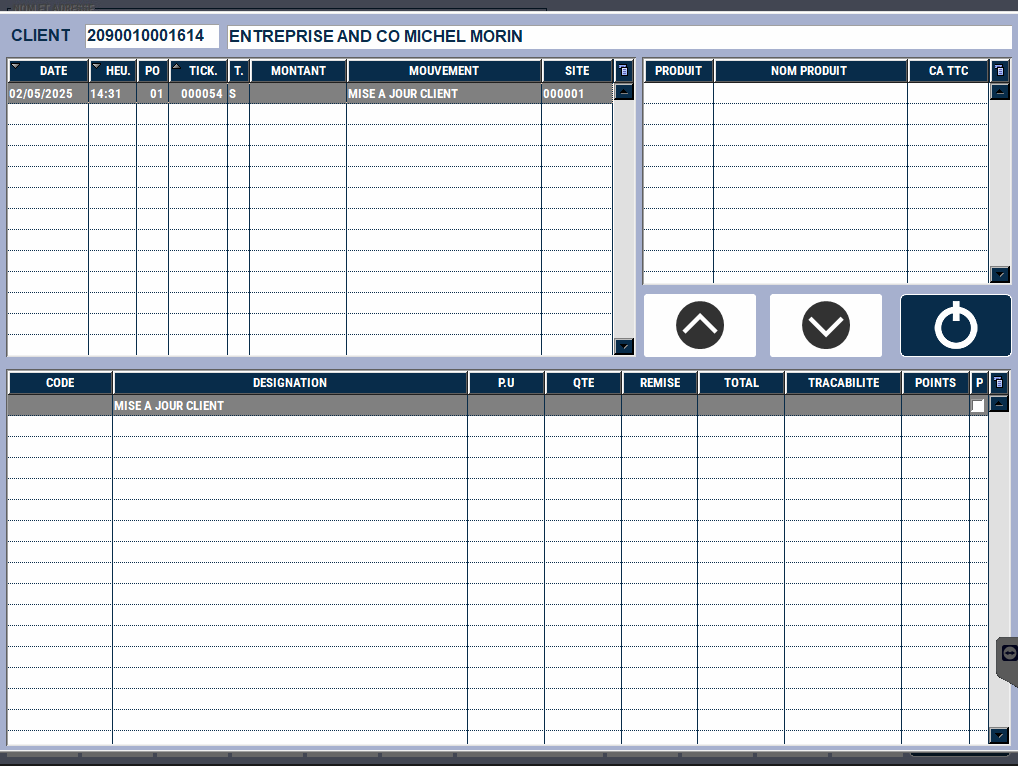 CLIENT 2090010001614 ENTREPRISE AND CO MICHEL MORIN
DATE HEU. PO TICK. T. MONTANT MOUVEMENT SITE
02/05/2025 14:31 01 000054 S MISE A JOUR CLIENT 000001
PRODUIT NOM PRODUIT CA TTC
CODE DESIGNATION P.U QTE REMISE TOTAL TRACABILITE POINTS P
MISE A JOUR CLIENT